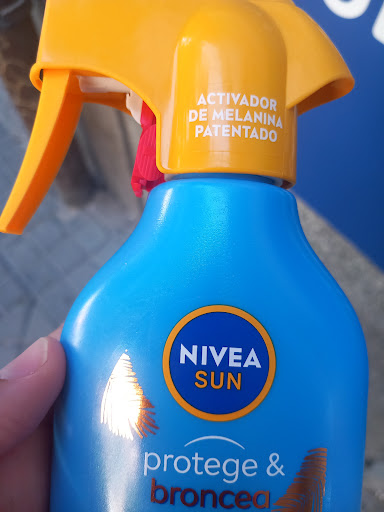 ACTIVADOR
DE MELANINA
PATENTADO
NIVEA
SUN
protege &
broncea